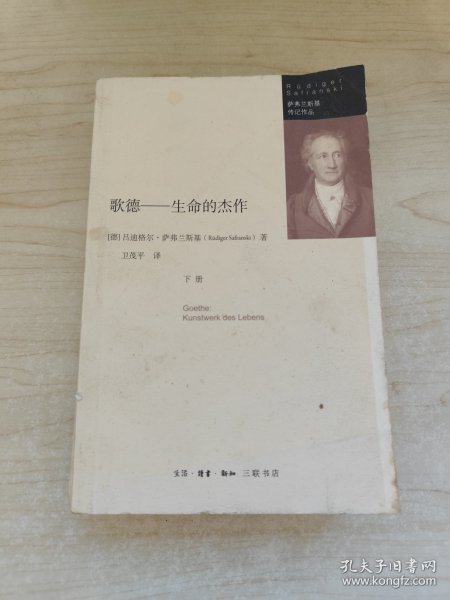 Rüdiger
Safranski
萨弗兰斯基
传记作品
歌德——生命的杰作
[德] 吕迪格尔·萨弗兰斯基（Rüdiger Safranski）著
卫茂平 译
下册
Goethe:
Kunstwerk des Lebens
生活·讀書·新知 三联书店
孔夫子旧书网
www.kongfz.com